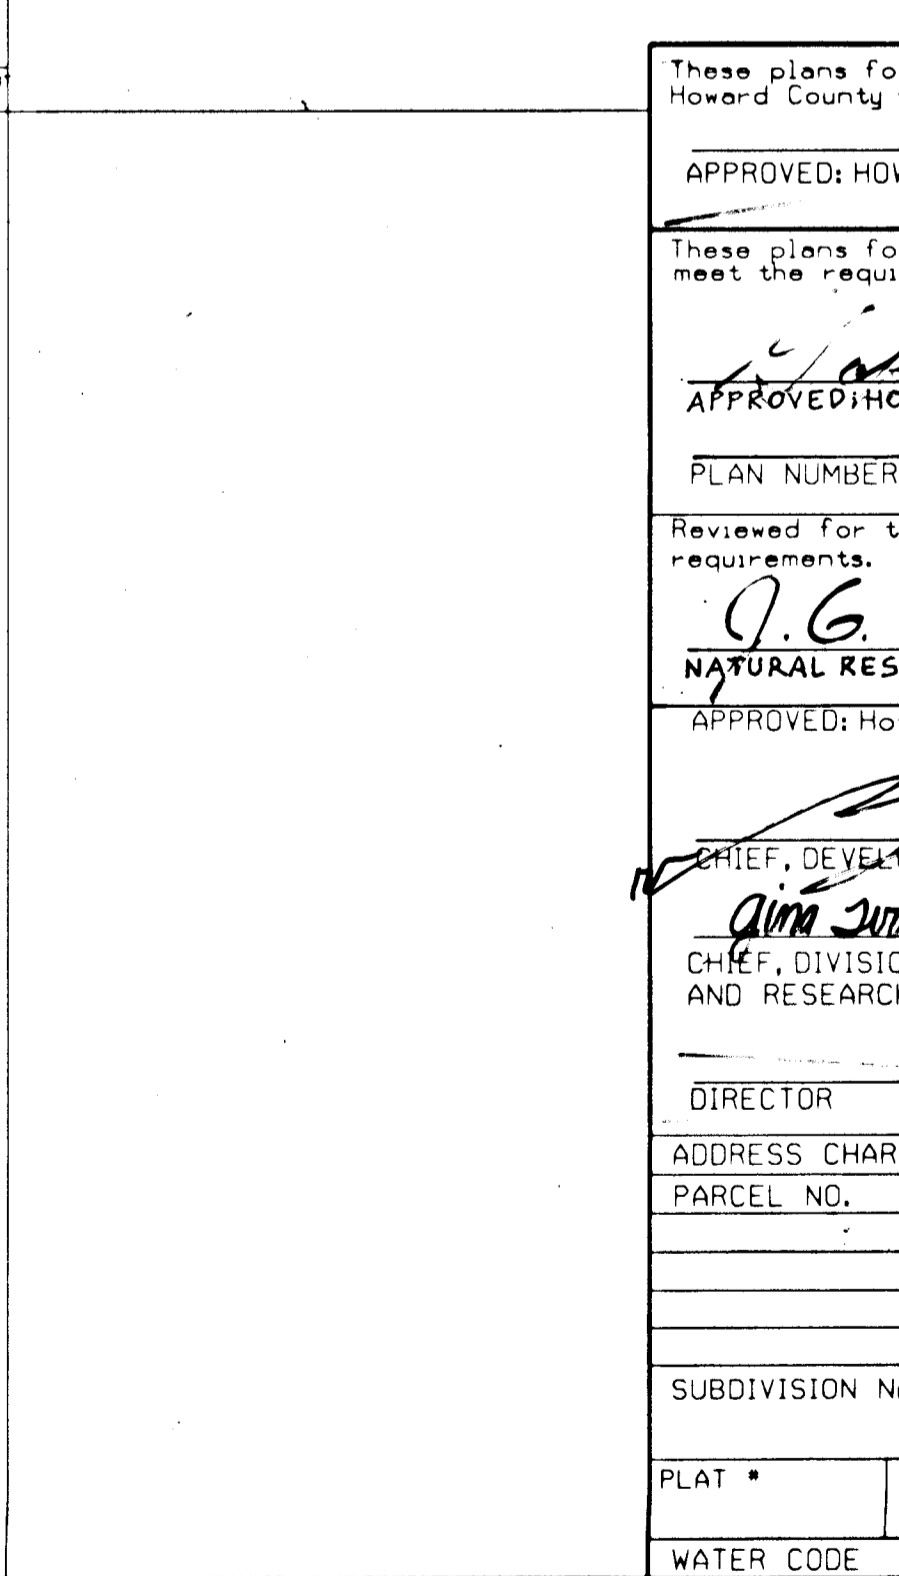 These plans fo
Howard County
APPROVED: HOW
These plans fo
meet the requi
APPROVED: HO
PLAN NUMBER
Reviewed for t
requirements.
J. G.
NATURAL RES
APPROVED: Ho
CHIEF, DEVEL
Gina
CHIEF, DIVISIO
AND RESEARCH
DIRECTOR
ADDRESS CHAR
PARCEL NO.
SUBDIVISION N
PLAT #
WATER CODE